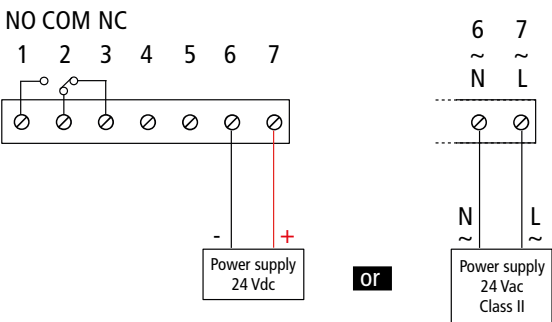 NO COM NC
1 2 3 4 5 6 7
- +
Power supply
24 Vdc
or
6 7
~ ~
N L
N L
~ ~
Power supply
24 Vac
Class II